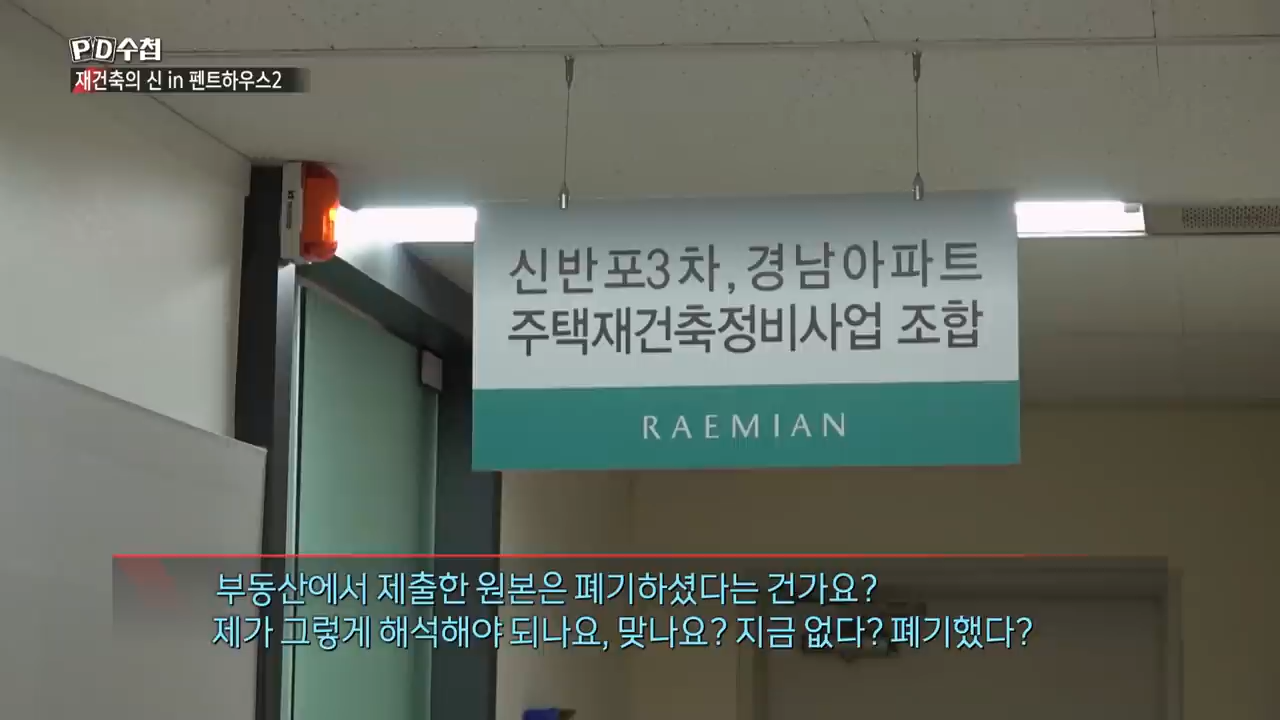 PD수첩
재건축의 신 in 펜트하우스2
신반포3차, 경남아파트
주택재건축정비사업 조합
RAEMIAN
부동산에서 제출한 원본은 폐기하셨다는 건가요?
제가 그렇게 해석해야 되나요, 맞나요? 지금 없다? 폐기했다?